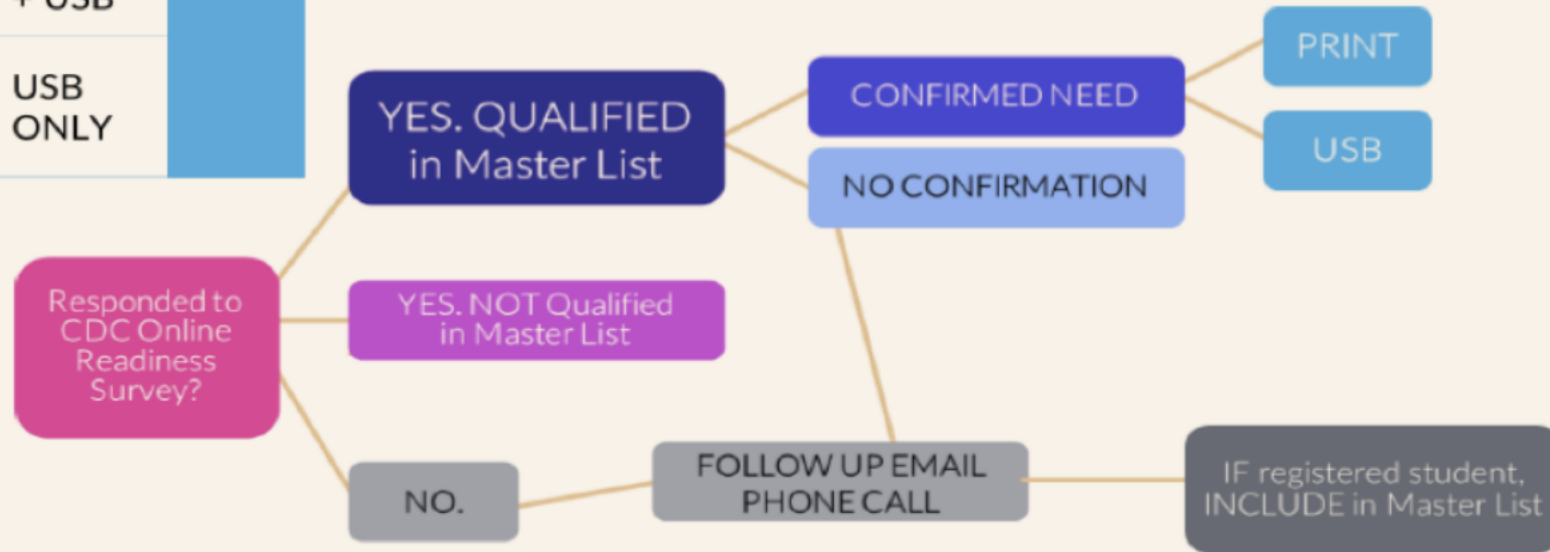 + USB
USB
ONLY
YES. QUALIFIED
in Master List
CONFIRMED NEED
NO CONFIRMATION
PRINT
USB
Responded to
CDC Online
Readiness
Survey?
YES. NOT Qualified
in Master List
NO.
FOLLOW UP EMAIL
PHONE CALL
IF registered student,
INCLUDE in Master List